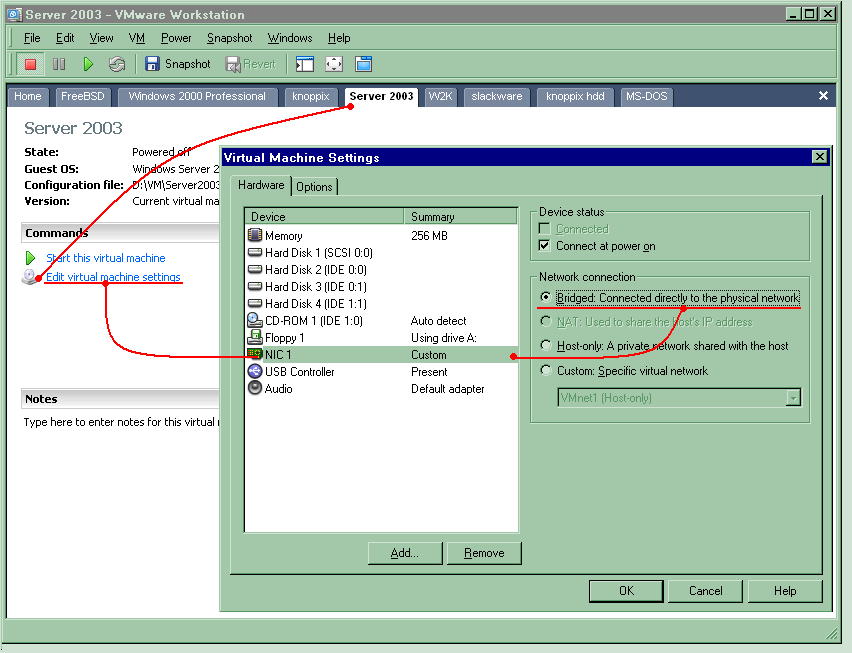 Server 2003 - VMware Workstation
File Edit View VM Power Snapshot Windows Help
Snapshot Revert
Home FreeBSD Windows 2000 Professional knoppix Server 2003 W2K slackware knoppix hdd MS-DOS
Server 2003
State: Powered off
Guest OS: Windows Server 2
Configuration file: D:\VM\Server2003
Version: Current virtual ma
Commands
Start this virtual machine
Edit virtual machine settings
Notes
Type here to enter notes for this virtual
Virtual Machine Settings
Hardware Options
Device Summary
Memory 256 MB
Hard Disk 1 (SCSI 0:0)
Hard Disk 2 (IDE 0:0)
Hard Disk 3 (IDE 0:1)
Hard Disk 4 (IDE 1:1)
CD-ROM 1 (IDE 1:0) Auto detect
Floppy 1 Using drive A:
NIC 1 Custom
USB Controller Present
Audio Default adapter
Add... Remove
Device status
Connected
Connect at power on
Network connection
Bridged: Connected directly to the physical network
NAT: Used to share the host's IP address
Host-only: A private network shared with the host
Custom: Specific virtual network
VMnet1 (Host-only)
OK Cancel Help